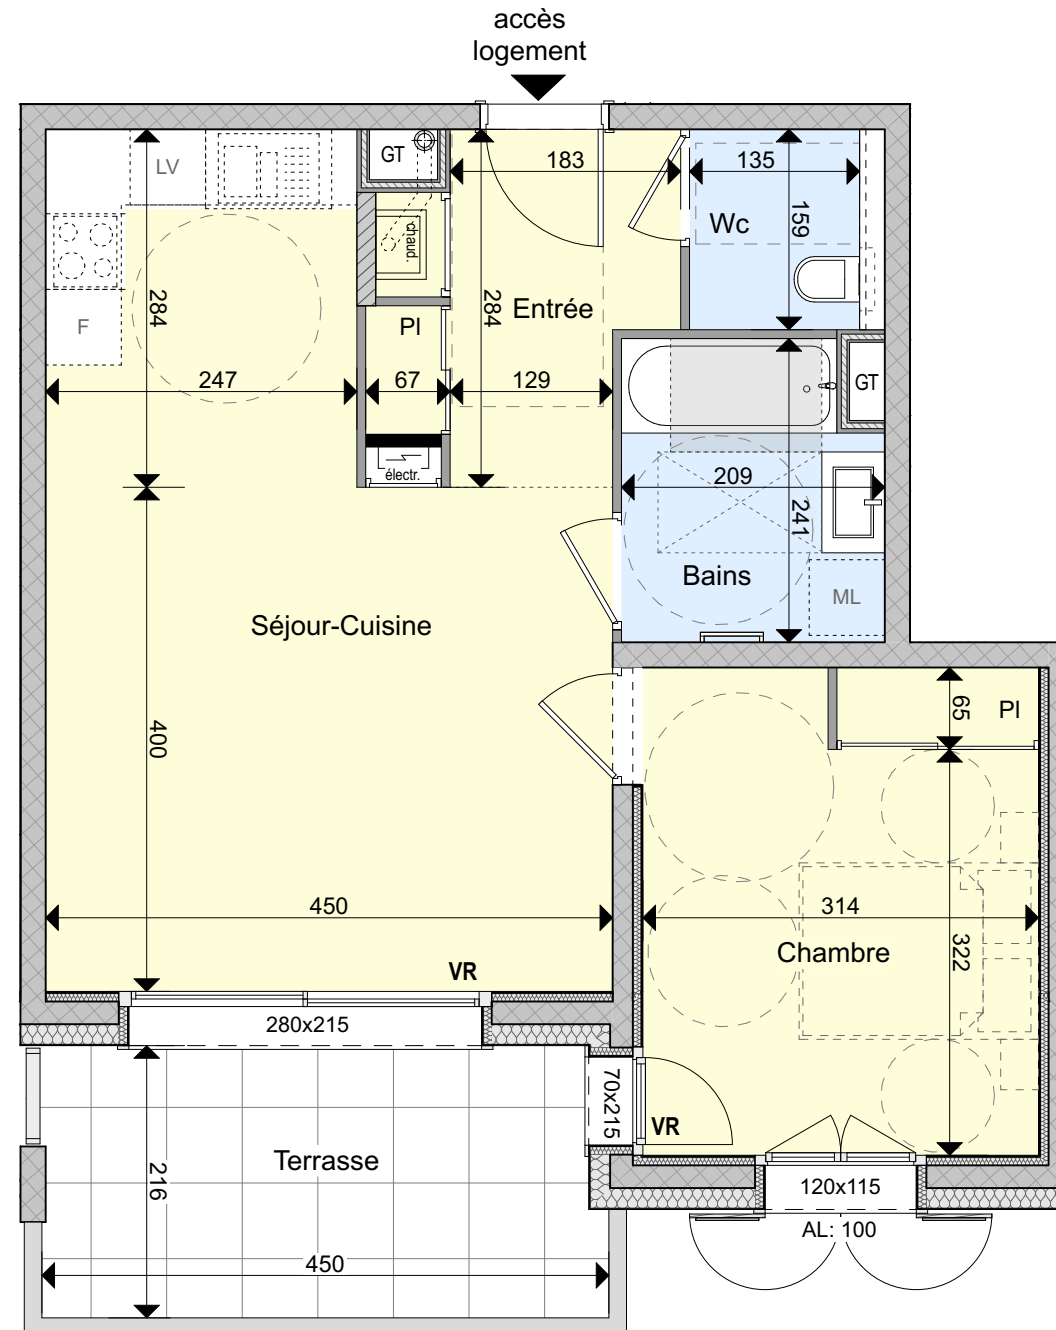 accès
logement
LV
GT
183
135
Wc
159
chaud.
284
284
Entrée
F
PI
247
67
129
GT
électr.
209
241
Bains
ML
Séjour-Cuisine
400
65
PI
450
314
322
Chambre
VR
280x215
70x215
VR
Terrasse
216
120x115
AL: 100
450